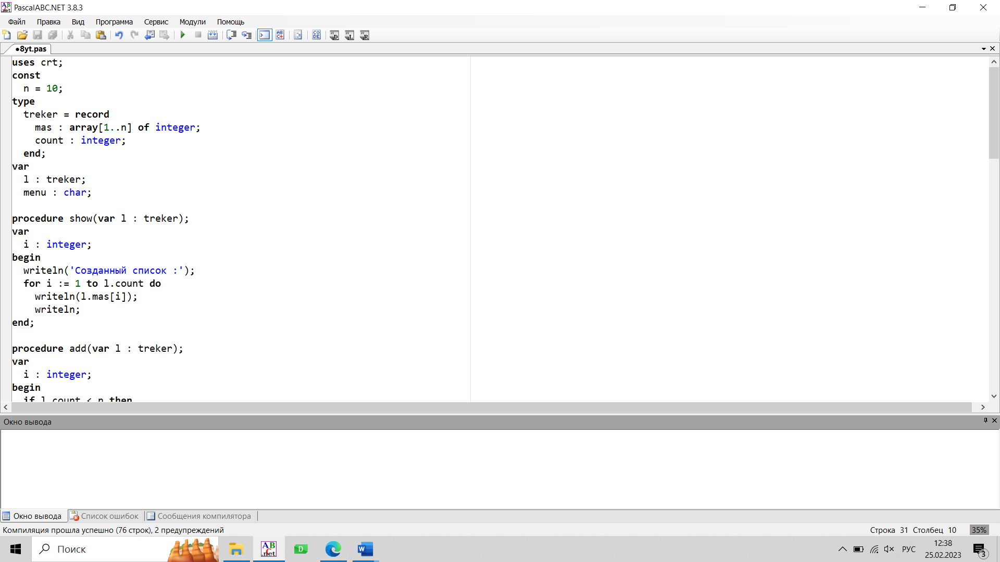 PascalABC.NET 3.8.3
Файл Правка Вид Программа Сервис Модули Помощь
•8yt.pas
uses crt;
const
  n = 10;
type
  treker = record
    mas : array[1..n] of integer;
    count : integer;
  end;
var
  l : treker;
  menu : char;
procedure show(var l : treker);
var
  i : integer;
begin
  writeln('Созданный список :');
  for i := 1 to l.count do
    writeln(l.mas[i]);
    writeln;
end;
procedure add(var l : treker);
var
  i : integer;
begin
  if l.count < n then
Окно вывода
Окно вывода Список ошибок Сообщения компилятора
Компиляция прошла успешно (76 строк), 2 предупреждений
Строка 31 Столбец 10 35%
Поиск
РУС
12:38
25.02.2023
3